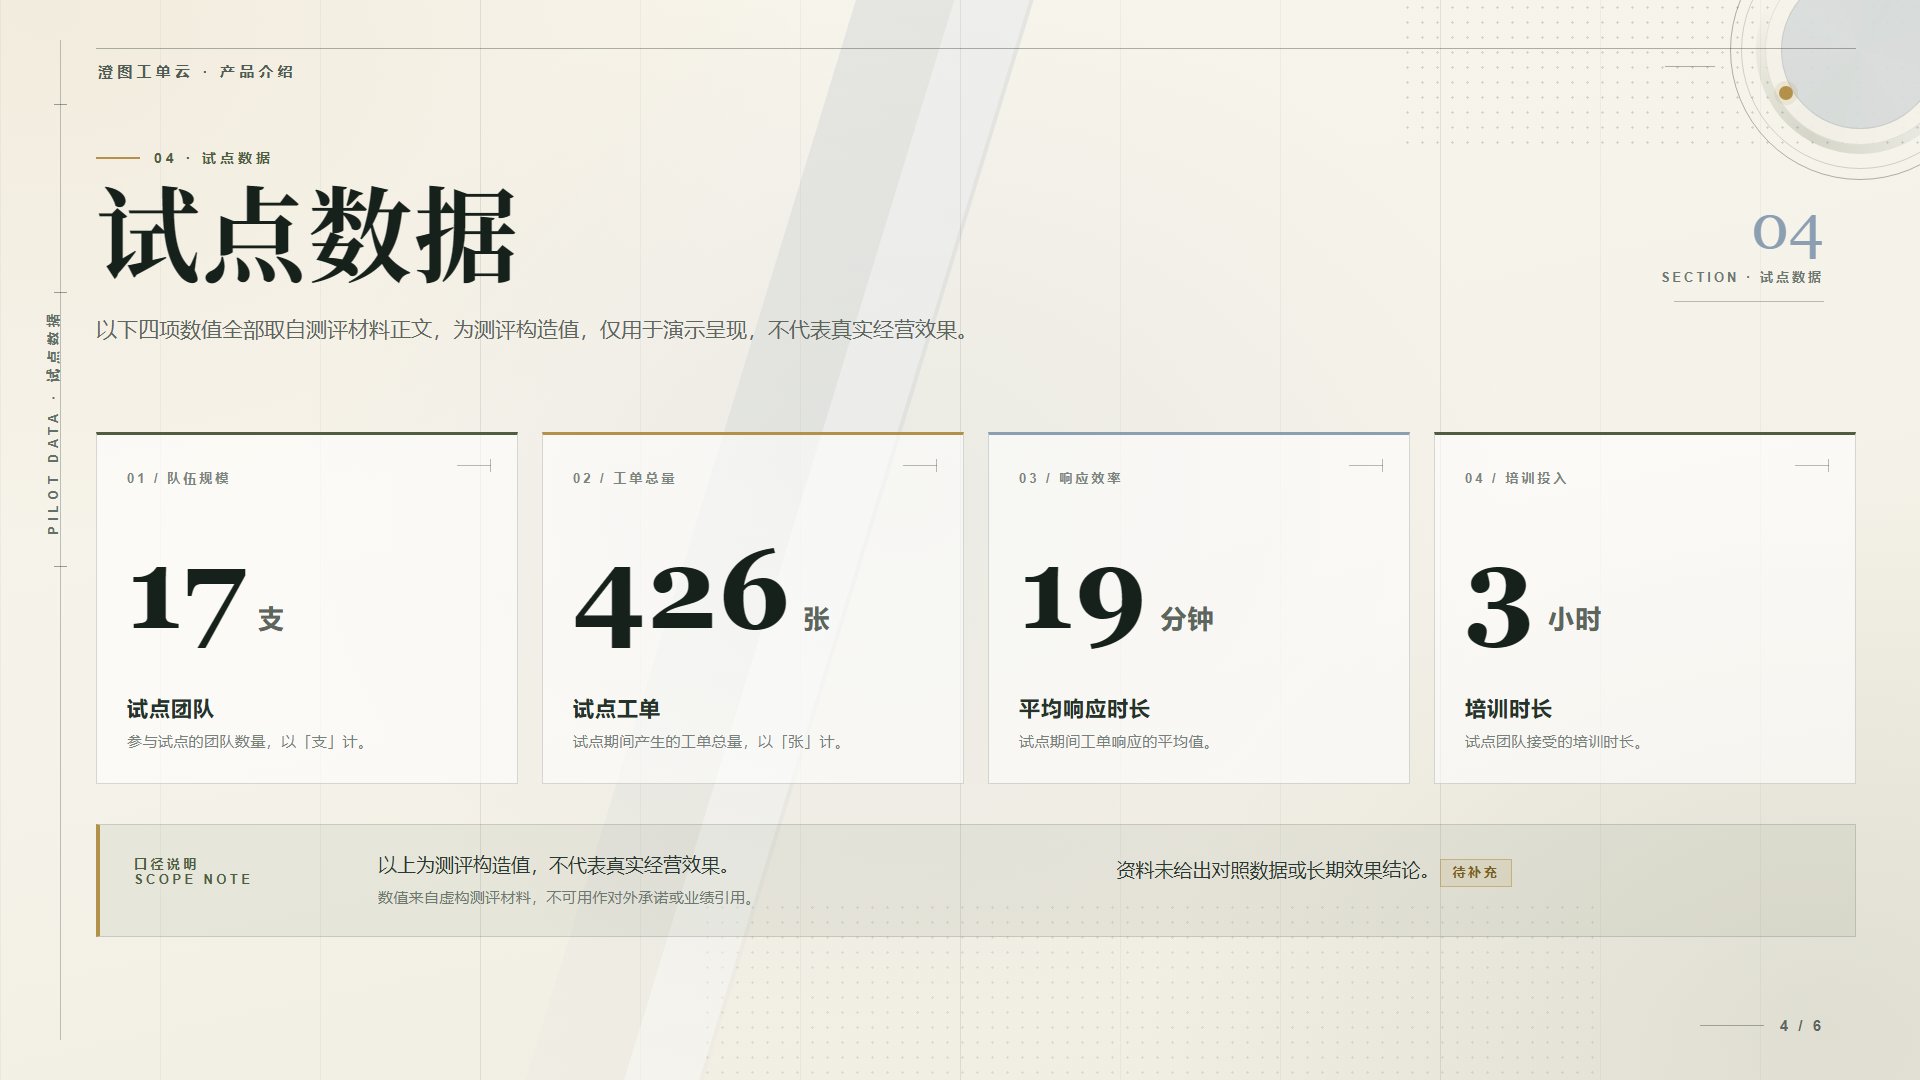 澄图工单云 · 产品介绍
04 · 试点数据
试点数据
以下四项数值全部取自测评材料正文，为测评构造值，仅用于演示呈现，不代表真实经营效果。
04
SECTION · 试点数据
PILOT DATA · 试点数据
01 / 队伍规模
17 支
试点团队
参与试点的团队数量，以「支」计。
02 / 工单总量
426 张
试点工单
试点期间产生的工单总量，以「张」计。
03 / 响应效率
19 分钟
平均响应时长
试点期间工单响应的平均值。
04 / 培训投入
3 小时
培训时长
试点团队接受的培训时长。
口径说明
SCOPE NOTE
以上为测评构造值，不代表真实经营效果。
数值来自虚构测评材料，不可用作对外承诺或业绩引用。
资料未给出对照数据或长期效果结论。 待补充
4 / 6